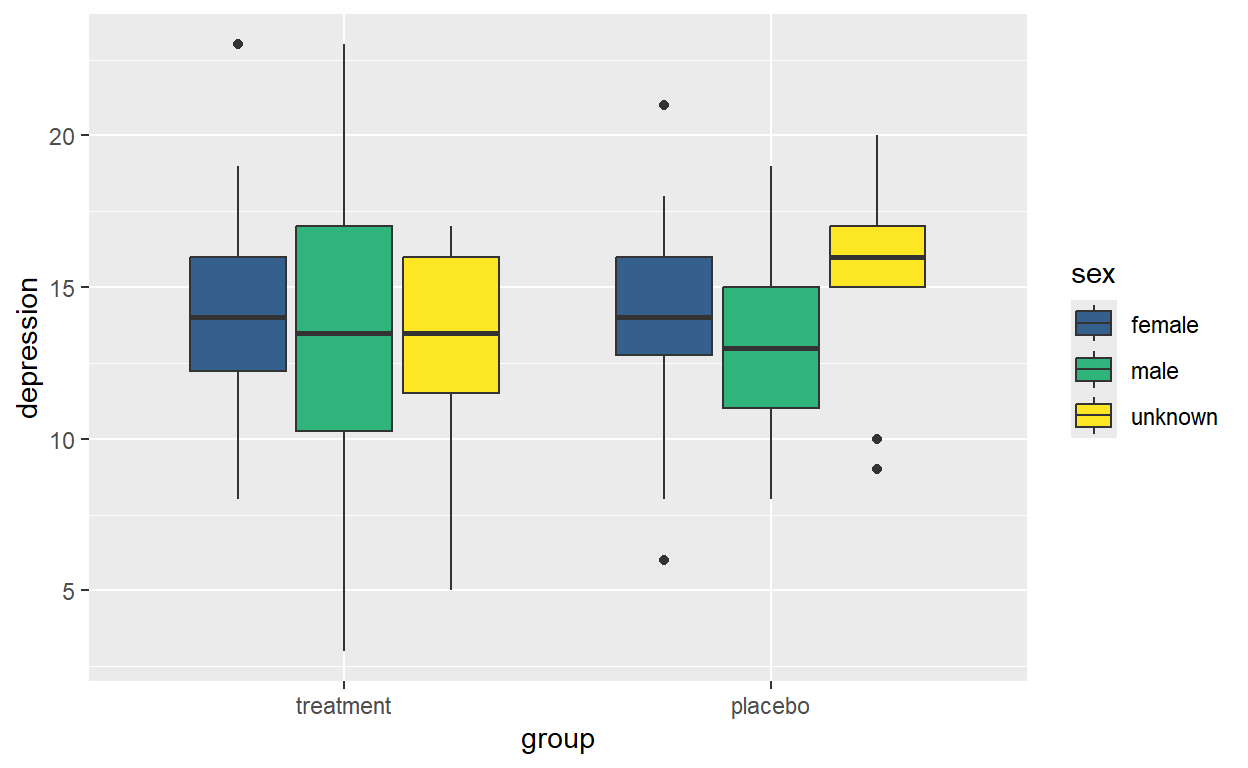 depression
20
15
10
5
treatment
placebo
group
sex
female
male
unknown